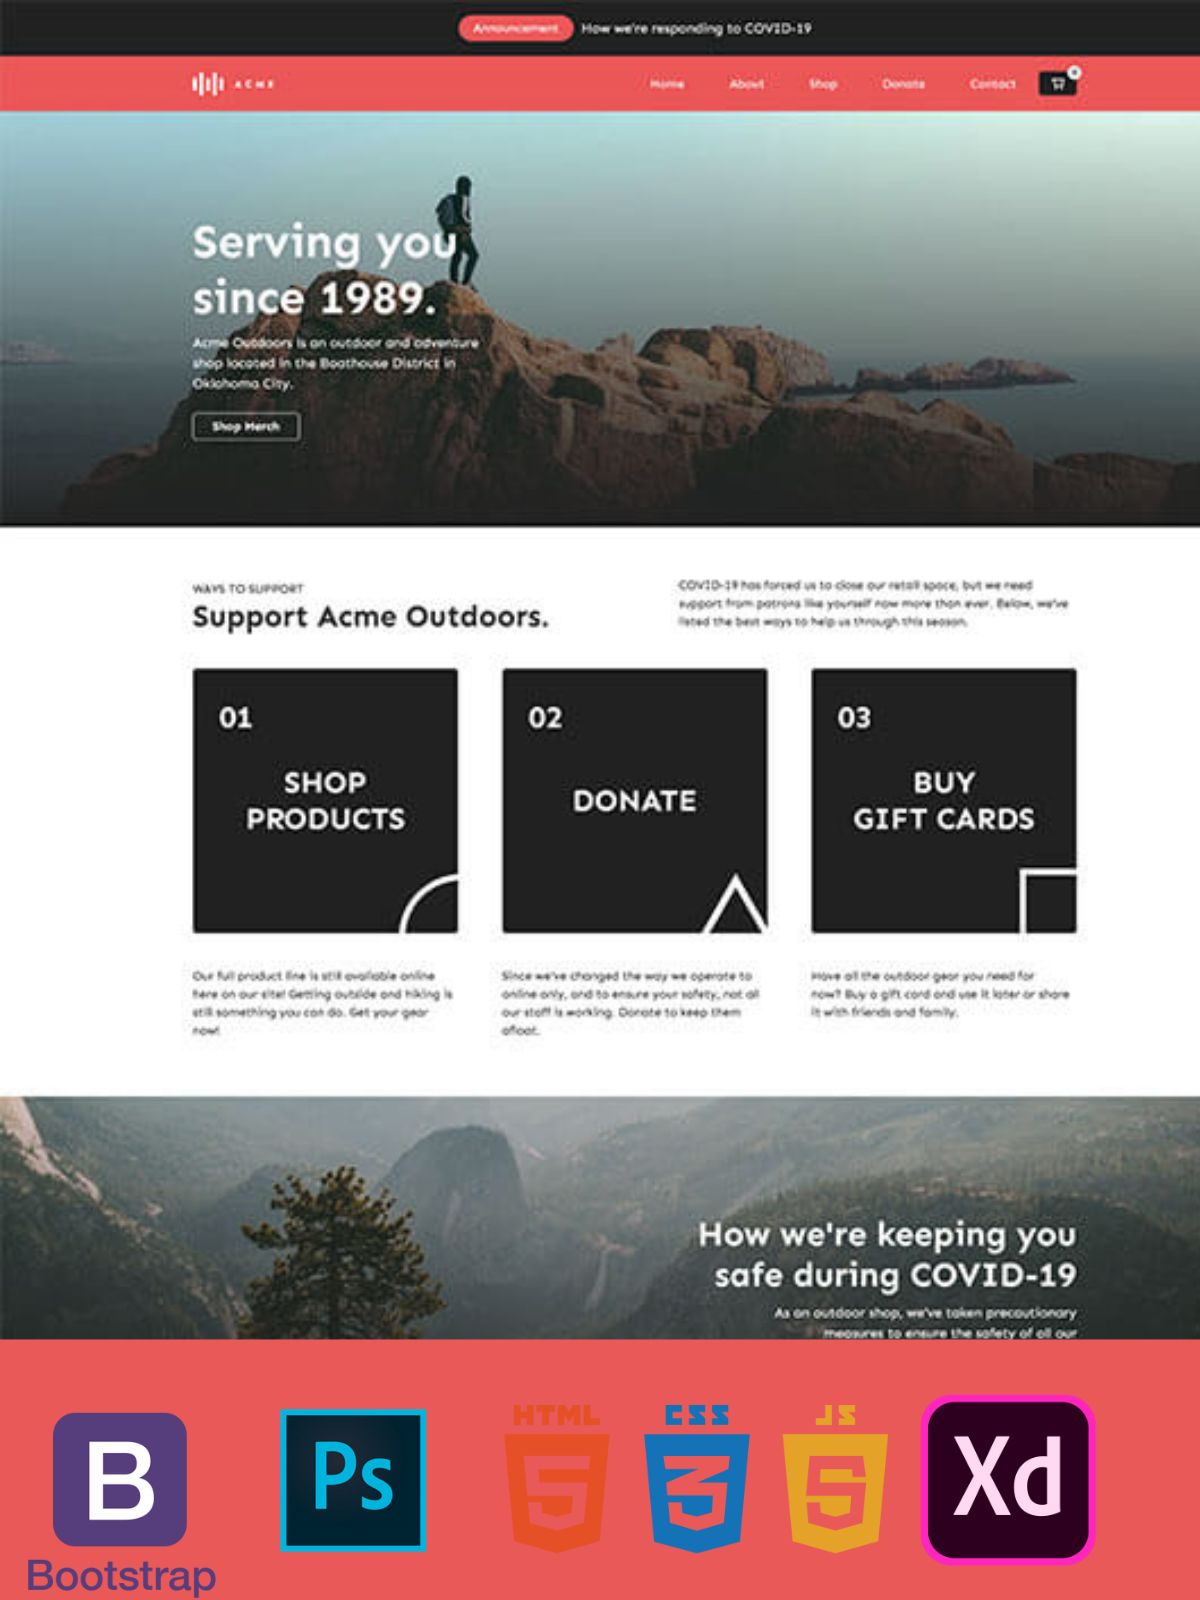 Announcement How we're responding to COVID-19
ACME Home About Shop Donate Contact
Serving you
since 1989.
Acme Outdoors is an outdoor and adventure
shop located in the Boathouse District in
Oklahoma City.
Shop Merch
WAYS TO SUPPORT
Support Acme Outdoors.
COVID-19 has forced us to close our retail space, but we need
support from patrons like yourself now more than ever. Below, we've
listed the best ways to help us through this season.
01
SHOP
PRODUCTS
02
DONATE
03
BUY
GIFT CARDS
Our full product line is still available online
here on our site! Getting outside and hiking is
still something you can do. Get your gear
now!
Since we've changed the way we operate to
online only, and to ensure your safety, not all
our staff is working. Donate to keep them
afloat.
Have all the outdoor gear you need for
now? Buy a gift card and use it later or share
it with friends and family.
How we're keeping you
safe during COVID-19
As an outdoor shop, we've taken precautionary
measures to ensure the safety of all our
B
Bootstrap
Ps
HTML
5
CSS
3
JS
5
Xd